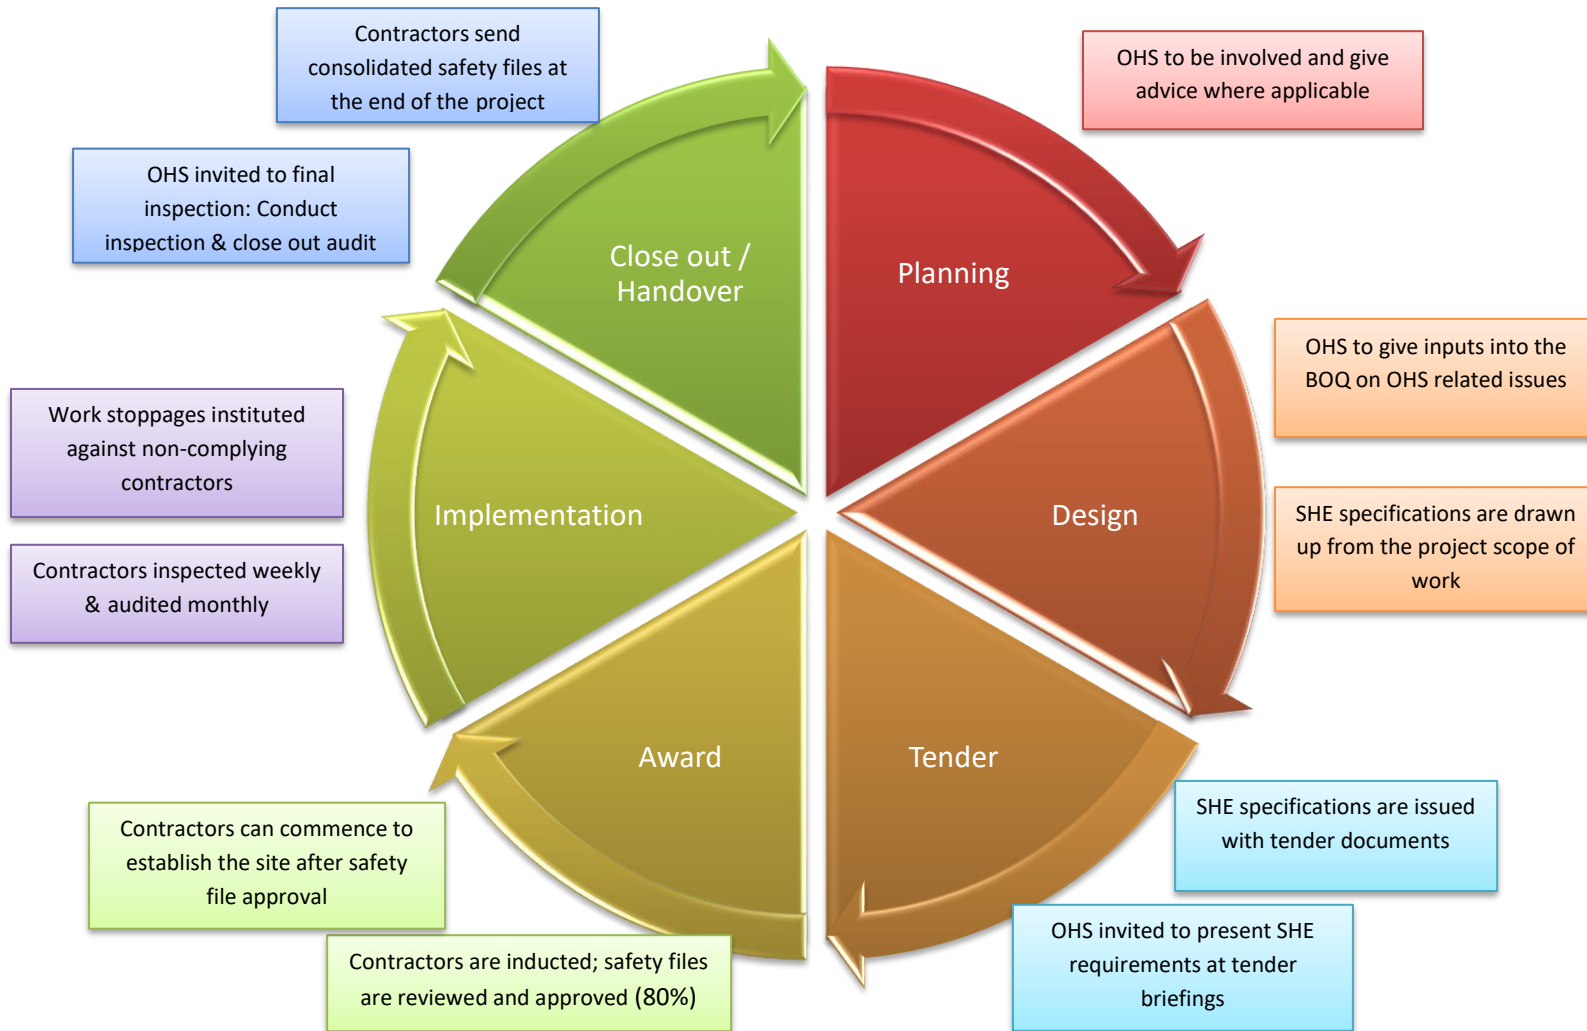 Contractors send
consolidated safety files at
the end of the project
OHS to be involved and give
advice where applicable
OHS invited to final
inspection: Conduct
inspection & close out audit
Close out /
Handover
Planning
OHS to give inputs into the
BOQ on OHS related issues
Work stoppages instituted
against non-complying
contractors
Implementation
Design
SHE specifications are drawn
up from the project scope of
work
Contractors inspected weekly
& audited monthly
Award
Tender
SHE specifications are issued
with tender documents
Contractors can commence to
establish the site after safety
file approval
OHS invited to present SHE
requirements at tender
briefings
Contractors are inducted; safety files
are reviewed and approved (80%)